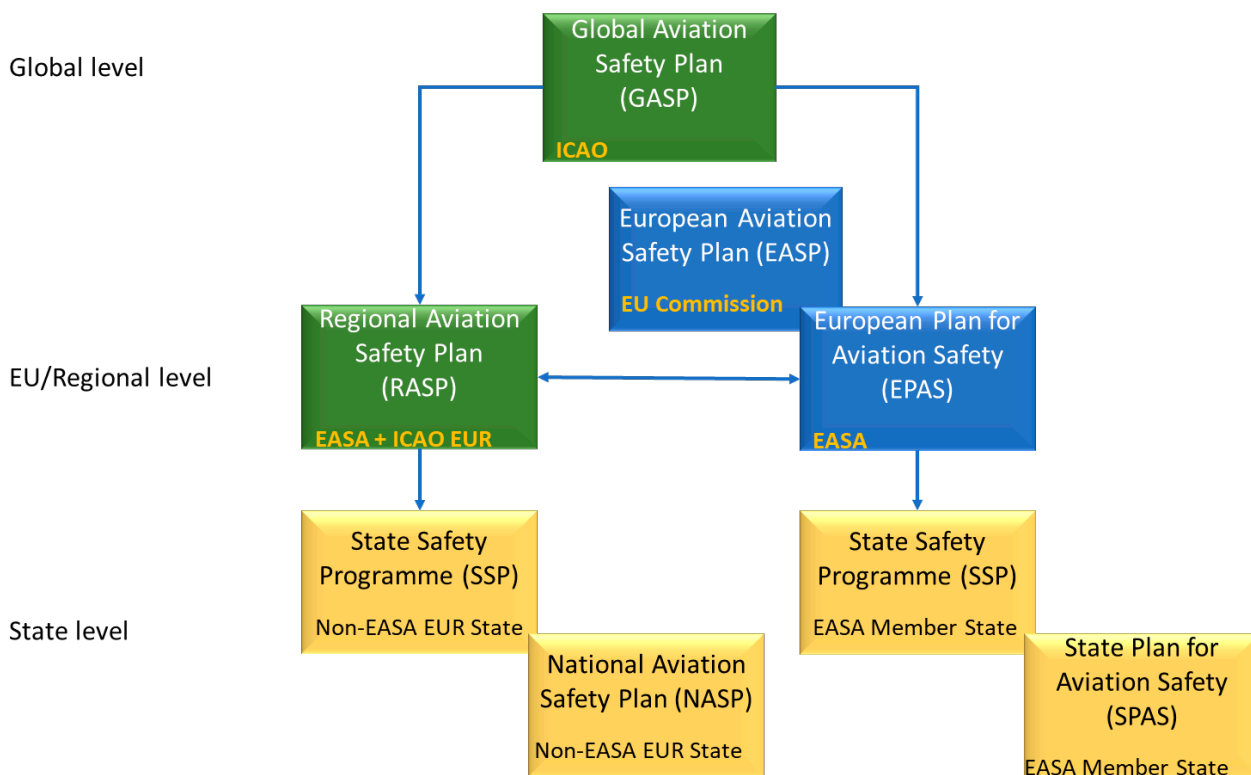 Global level
Global Aviation
Safety Plan
(GASP)
ICAO
European Aviation
Safety Plan (EASP)
EU Commission
EU/Regional level
Regional Aviation
Safety Plan
(RASP)
EASA + ICAO EUR
European Plan for
Aviation Safety
(EPAS)
EASA
State level
State Safety
Programme (SSP)
Non-EASA EUR State
National Aviation
Safety Plan (NASP)
Non-EASA EUR State
State Safety
Programme (SSP)
EASA Member State
State Plan for
Aviation Safety
(SPAS)
EASA Member State